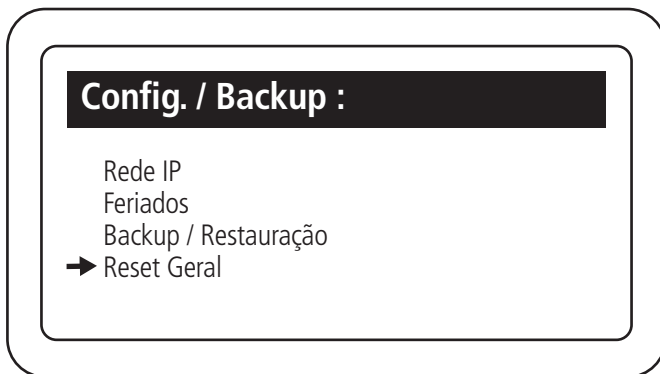 Config. / Backup :
Rede IP
Feriados
Backup / Restauração
Reset Geral